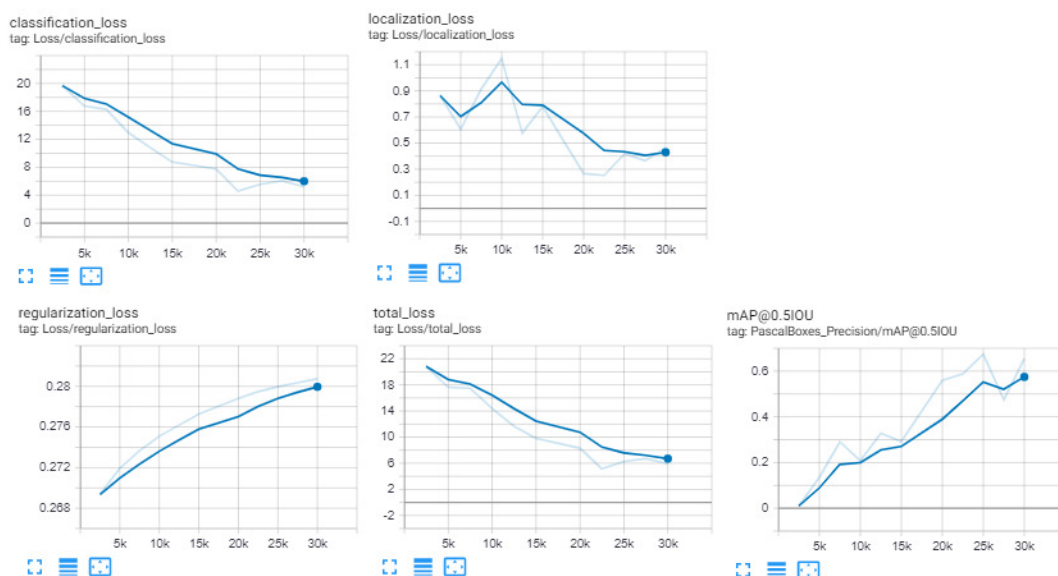 classification_loss
tag: Loss/classification_loss
20
16
12
8
4
0
5k 10k 15k 20k 25k 30k
localization_loss
tag: Loss/localization_loss
1.1
0.9
0.7
0.5
0.3
0.1
-0.1
5k 10k 15k 20k 25k 30k
regularization_loss
tag: Loss/regularization_loss
0.28
0.276
0.272
0.268
5k 10k 15k 20k 25k 30k
total_loss
tag: Loss/total_loss
22
18
14
10
6
2
-2
5k 10k 15k 20k 25k 30k
mAP@0.5IOU
tag: PascalBoxes_Precision/mAP@0.5IOU
0.6
0.4
0.2
0
5k 10k 15k 20k 25k 30k